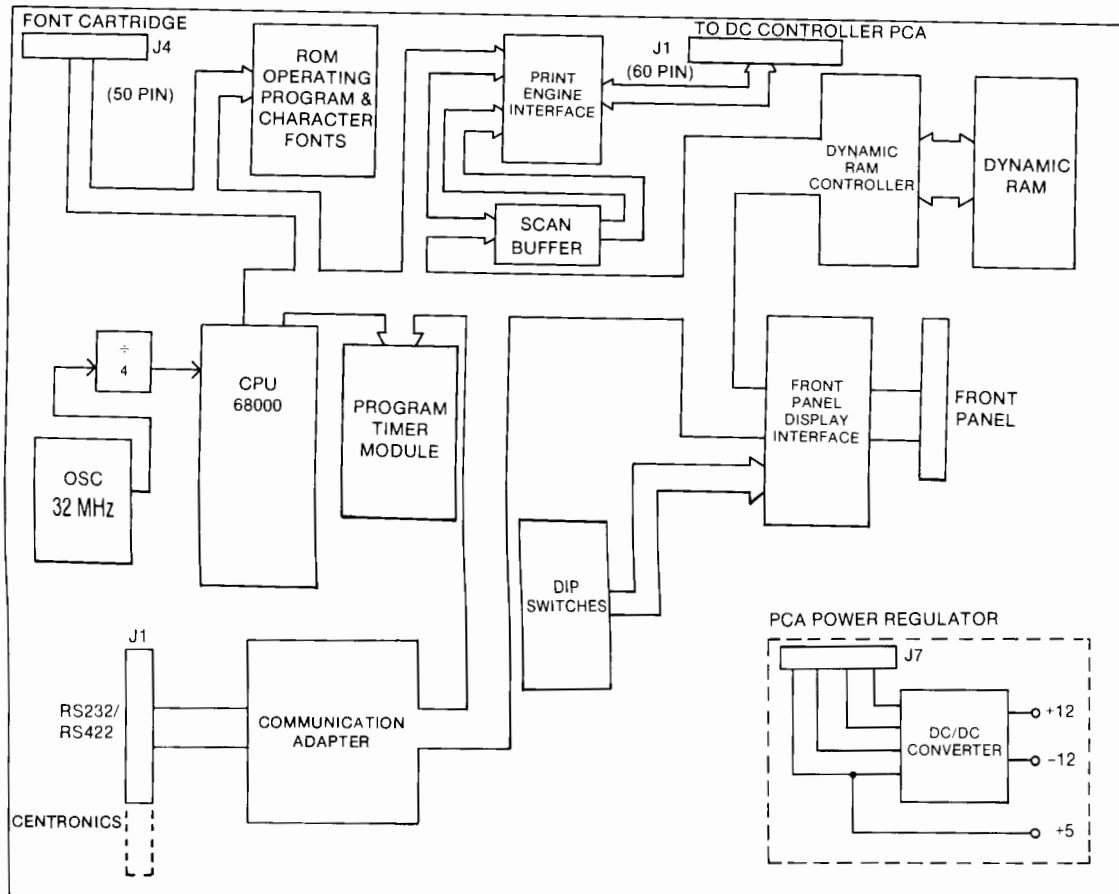 FONT CARTRIDGE
J4
(50 PIN)
ROM
OPERATING
PROGRAM &
CHARACTER
FONTS
TO DC CONTROLLER PCA
J1
(60 PIN)
PRINT
ENGINE
INTERFACE
SCAN
BUFFER
DYNAMIC
RAM
CONTROLLER
DYNAMIC
RAM
÷
4
OSC
32 MHz
CPU
68000
PROGRAM
TIMER
MODULE
FRONT
PANEL
DISPLAY
INTERFACE
FRONT
PANEL
DIP
SWITCHES
J1
RS232/
RS422
CENTRONICS
COMMUNICATION
ADAPTER
PCA POWER REGULATOR
J7
DC/DC
CONVERTER
+12
-12
+5